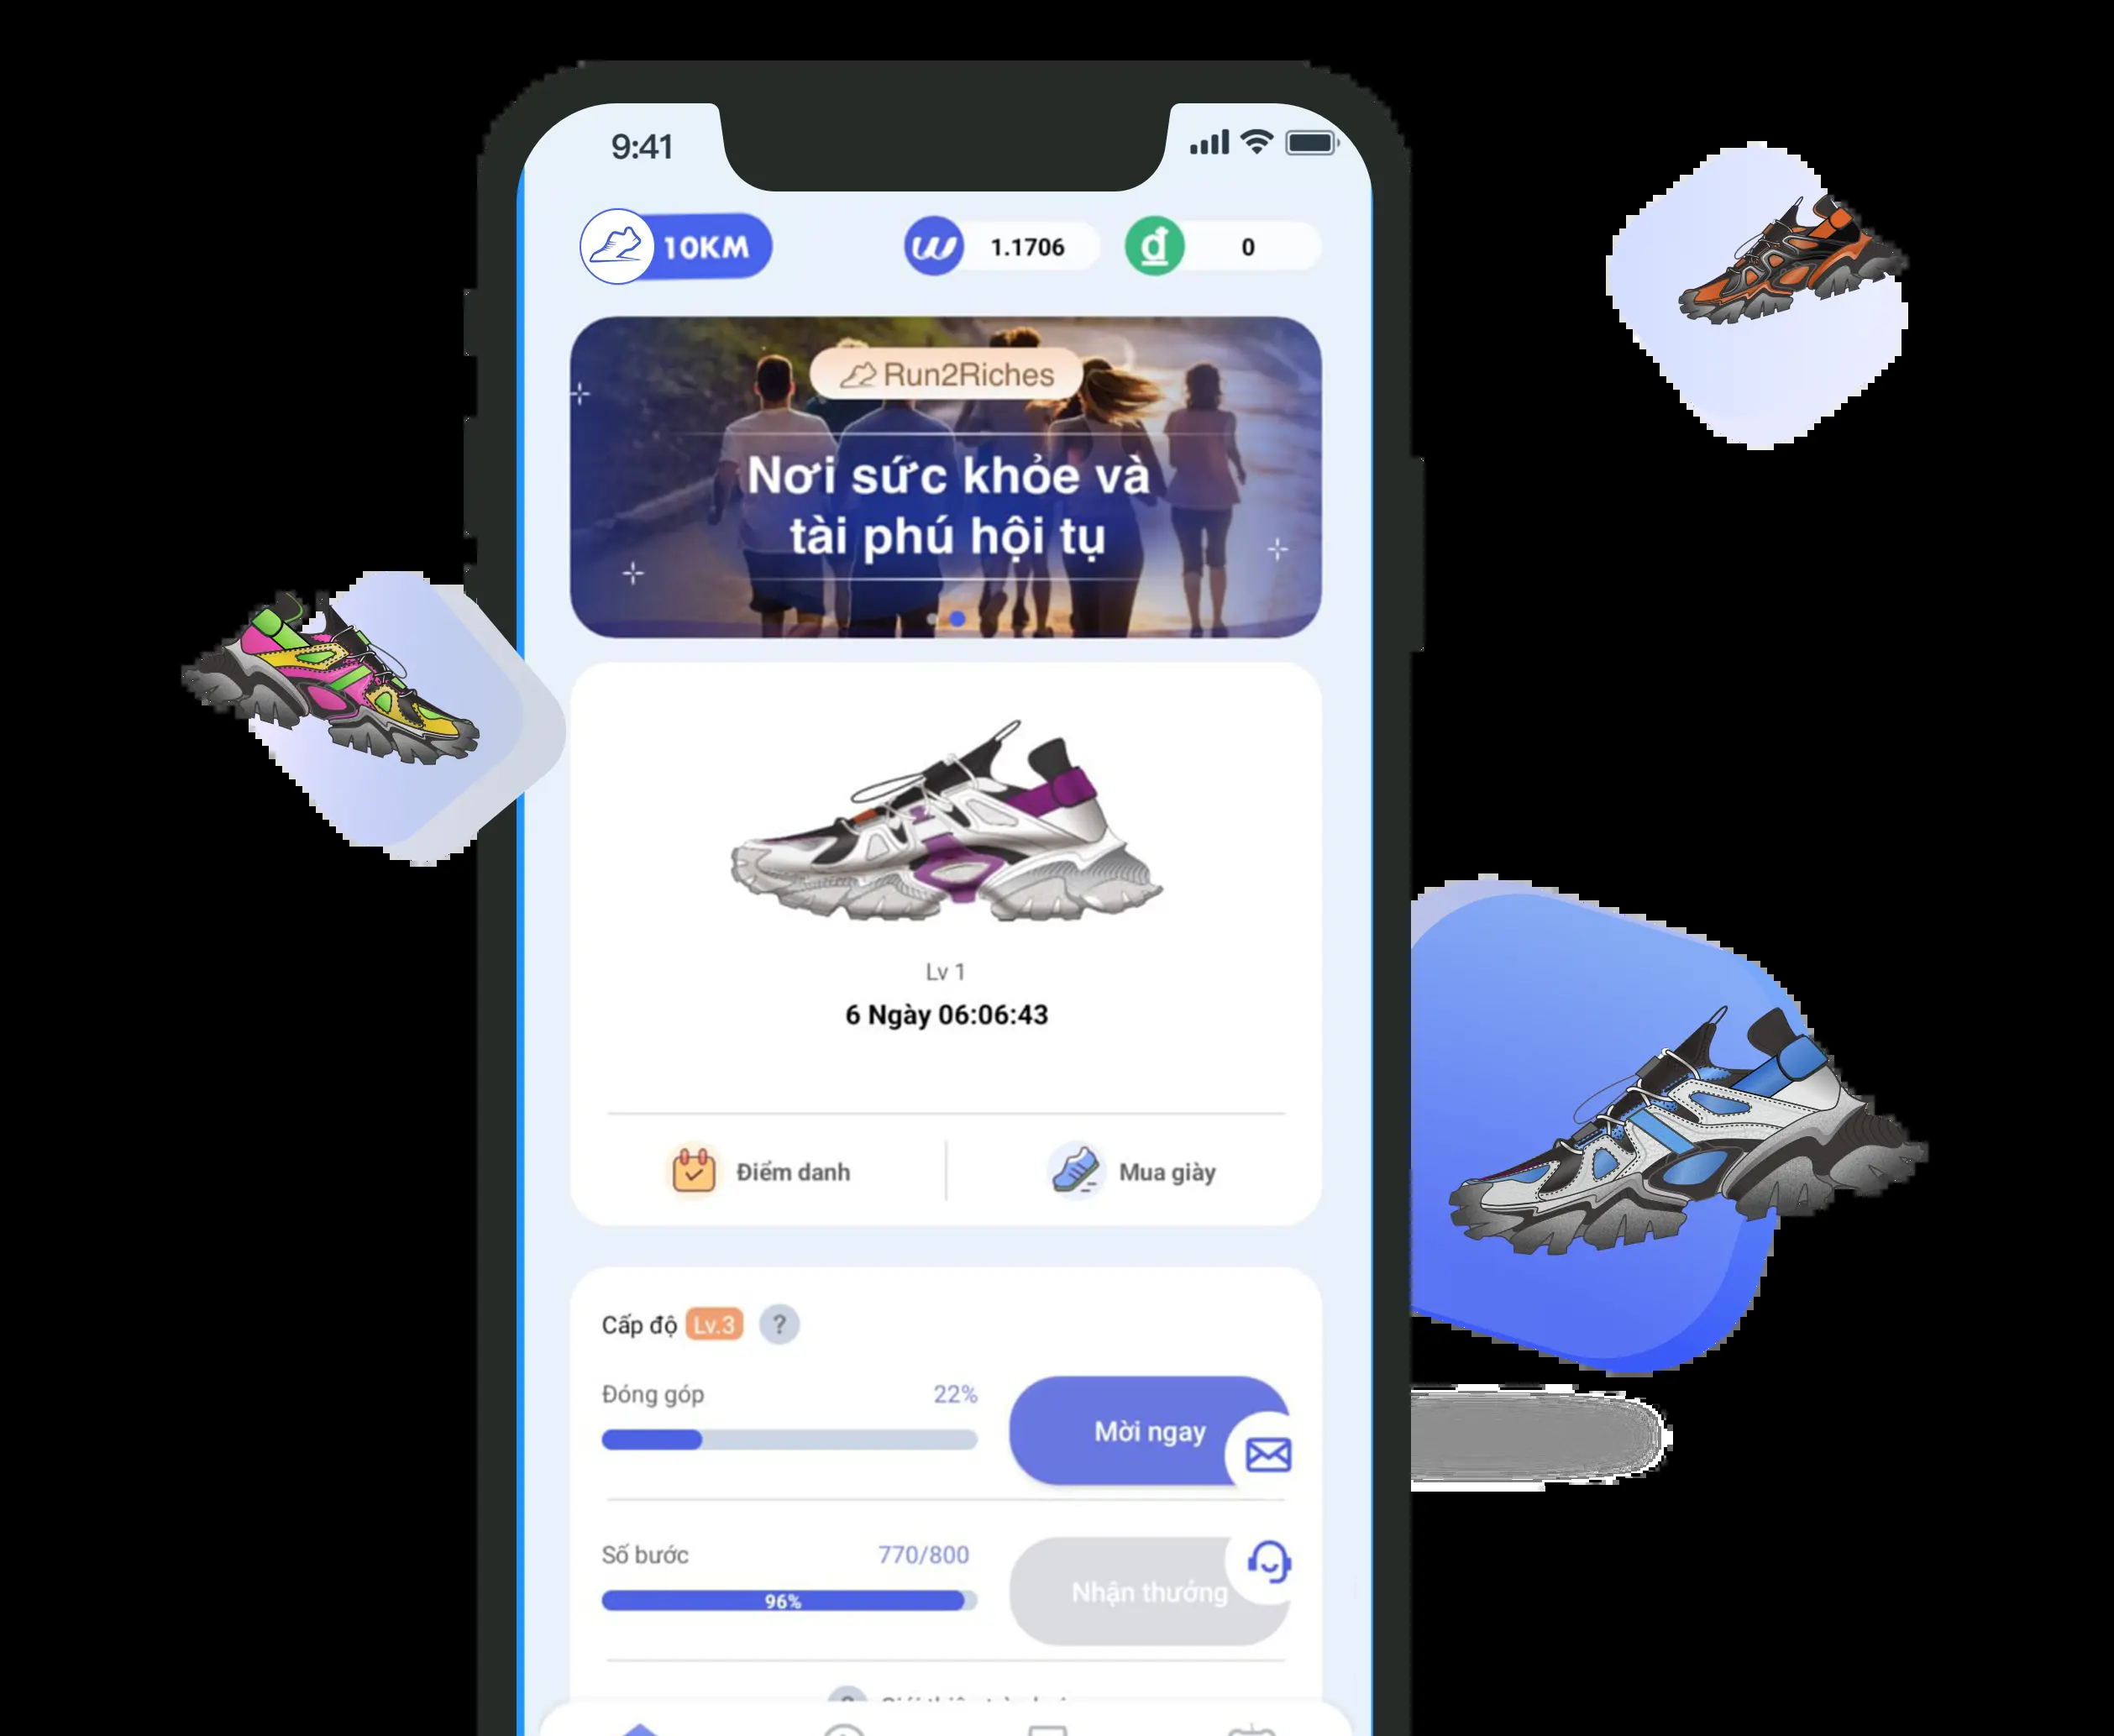 9:41
10KM
1.1706
đ
0
Run2Riches
Nơi sức khỏe và
tài phú hội tụ
Lv 1
6 Ngày 06:06:43
Điểm danh
Mua giày
Cấp độ Lv.3 ?
Đóng góp 22%
Mời ngay
Số bước 770/800
96%
Nhận thưởng